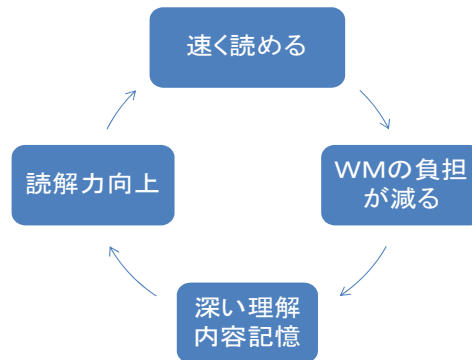 速く読める
WMの負担
が減る
深い理解
内容記憶
読解力向上